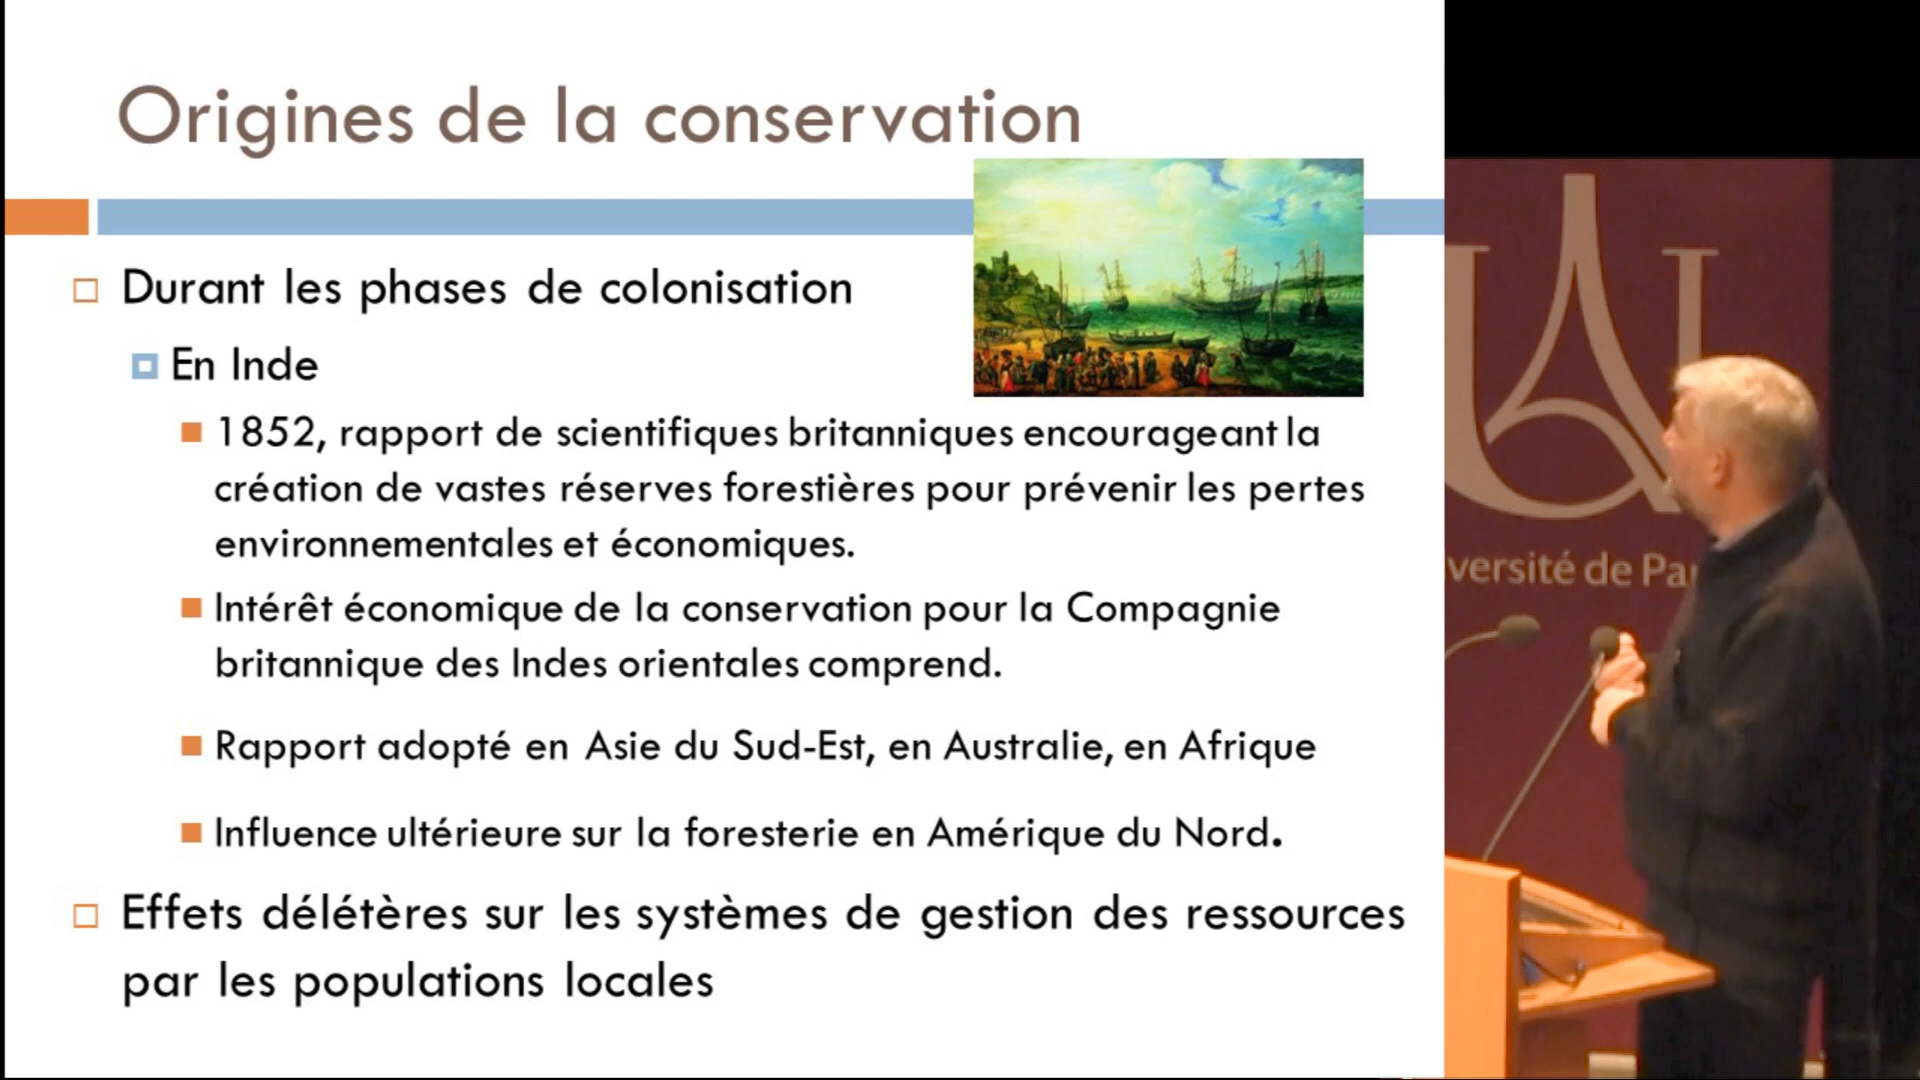 Origines de la conservation
Durant les phases de colonisation
En Inde
1852, rapport de scientifiques britanniques encourageant la
création de vastes réserves forestières pour prévenir les pertes
environnementales et économiques.
Intérêt économique de la conservation pour la Compagnie
britannique des Indes orientales comprend.
Rapport adopté en Asie du Sud-Est, en Australie, en Afrique
Influence ultérieure sur la foresterie en Amérique du Nord.
Effets délétères sur les systèmes de gestion des ressources
par les populations locales
versité de Pa